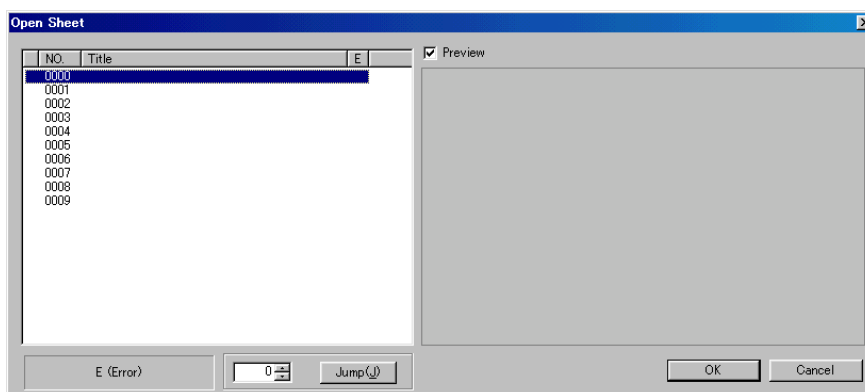 Open Sheet
NO. Title E
Preview
0000
0001
0002
0003
0004
0005
0006
0007
0008
0009
E (Error)
0
Jump(J)
OK
Cancel